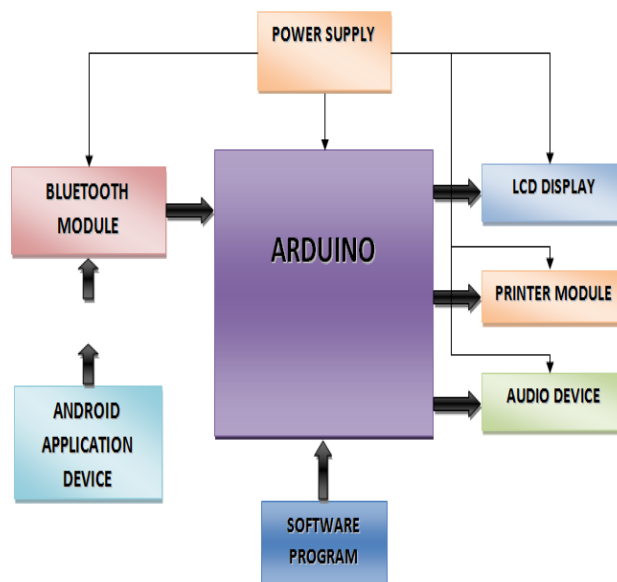 POWER SUPPLY
BLUETOOTH
MODULE
ARDUINO
LCD DISPLAY
PRINTER MODULE
AUDIO DEVICE
ANDROID
APPLICATION
DEVICE
SOFTWARE
PROGRAM